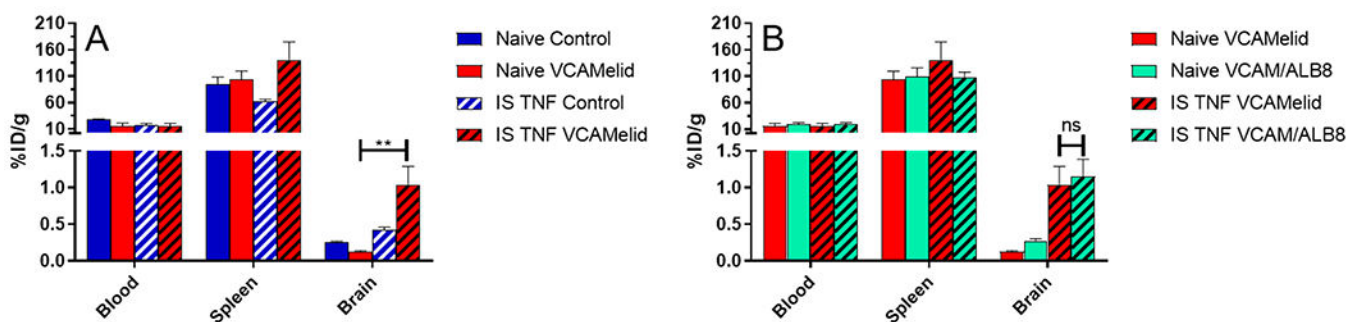 A
%ID/g
210
160
110
60
10
1.5
1.0
0.5
0.0
**
Blood
Spleen
Brain
Naive Control
Naive VCAMelid
IS TNF Control
IS TNF VCAMelid
B
%ID/g
210
160
110
60
10
1.5
1.0
0.5
0.0
ns
Blood
Spleen
Brain
Naive VCAMelid
Naive VCAM/ALB8
IS TNF VCAMelid
IS TNF VCAM/ALB8